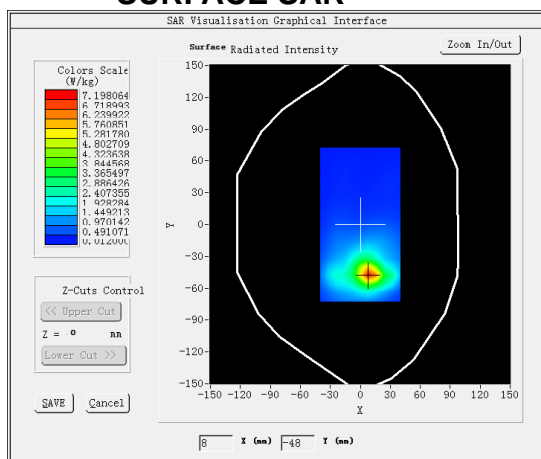 SURFACE SAR
SAR Visualisation Graphical Interface
Surface Radiated Intensity
Zoom In/Out
Colors Scale
(W/kg)
7.198064
6.718993
6.239922
5.760851
5.281780
4.802709
4.323638
3.844568
3.365497
2.886426
2.407355
1.928284
1.449213
0.970142
0.491071
0.012000
150
120
90
60
30
0
-30
-60
-90
-120
-150
Y
-150 -120 -90 -60 -30 0 30 60 90 120 150
X
Z-Cuts Control
<< Upper Cut
Z = 0 mm
Lower Cut >>
SAVE Cancel
8 X (mm) -48 Y (mm)